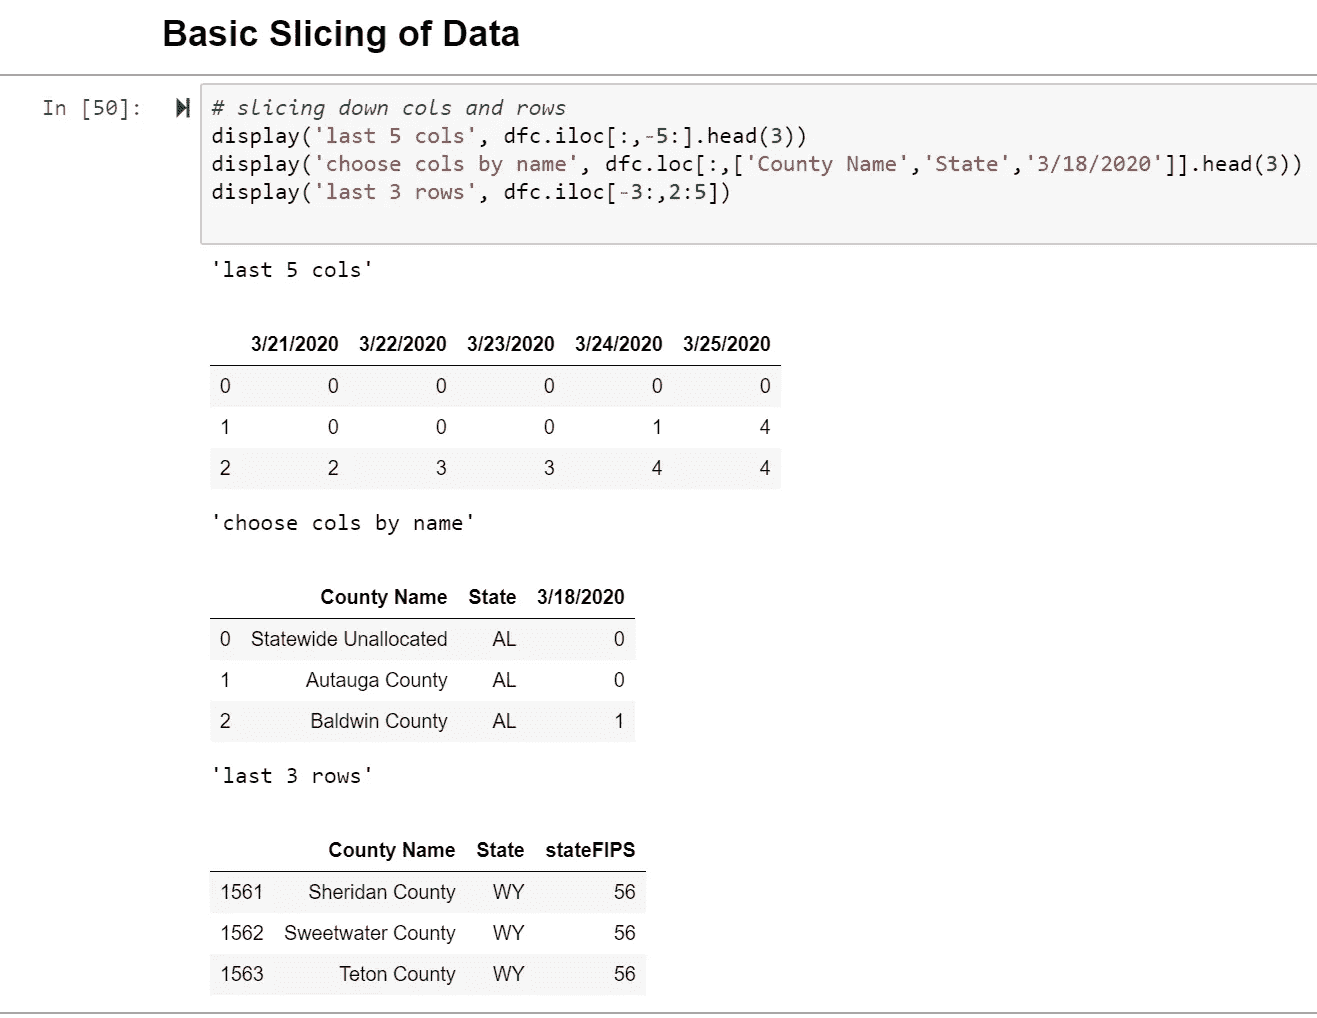 Basic Slicing of Data
In [50]:
# slicing down cols and rows
display('last 5 cols', dfc.iloc[:,-5:].head(3))
display('choose cols by name', dfc.loc[:,['County Name','State','3/18/2020']].head(3))
display('last 3 rows', dfc.iloc[-3:,2:5])
'last 5 cols'
3/21/2020 3/22/2020 3/23/2020 3/24/2020 3/25/2020
0 0 0 0 0 0
1 0 0 0 1 4
2 2 3 3 4 4
'choose cols by name'
County Name State 3/18/2020
0 Statewide Unallocated AL 0
1 Autauga County AL 0
2 Baldwin County AL 1
'last 3 rows'
County Name State stateFIPS
1561 Sheridan County WY 56
1562 Sweetwater County WY 56
1563 Teton County WY 56